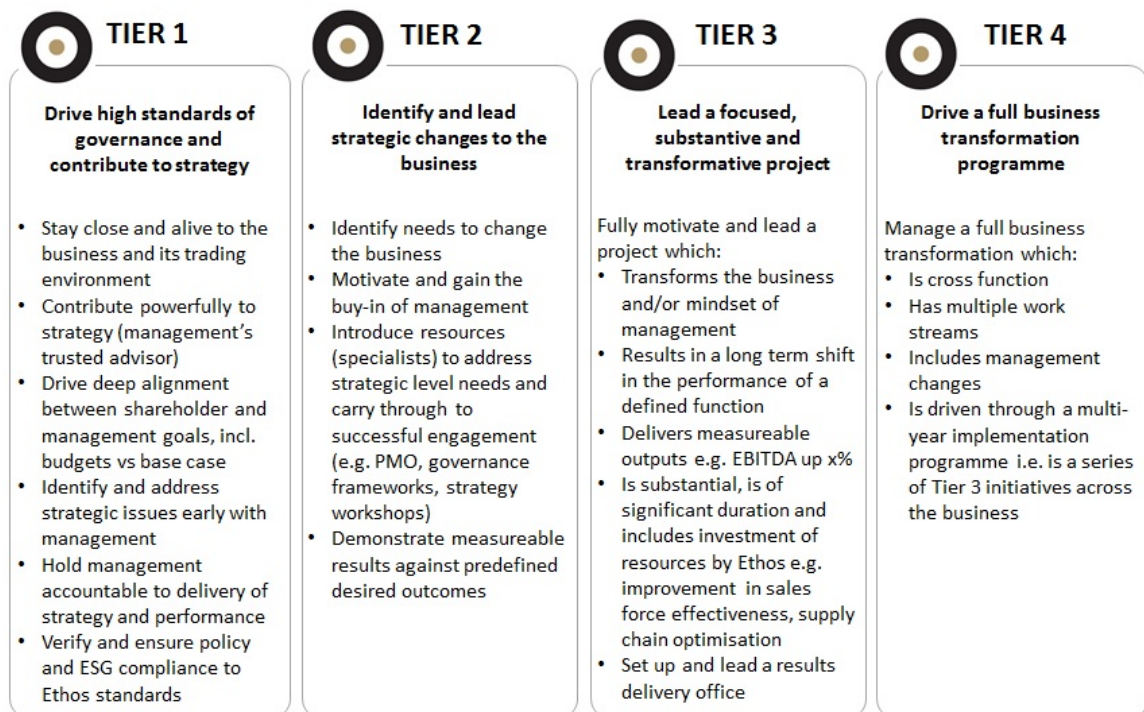 TIER 1
Drive high standards of
governance and
contribute to strategy
• Stay close and alive to the
business and its trading
environment
• Contribute powerfully to
strategy (management's
trusted advisor)
• Drive deep alignment
between shareholder and
management goals, incl.
budgets vs base case
• Identify and address
strategic issues early with
management
• Hold management
accountable to delivery of
strategy and performance
• Verify and ensure policy
and ESG compliance to
Ethos standards
TIER 2
Identify and lead
strategic changes to the
business
• Identify needs to change
the business
• Motivate and gain the
buy-in of management
• Introduce resources
(specialists) to address
strategic level needs and
carry through to
successful engagement
(e.g. PMO, governance
frameworks, strategy
workshops)
• Demonstrate measureable
results against predefined
desired outcomes
TIER 3
Lead a focused,
substantive and
transformative project
Fully motivate and lead a
project which:
• Transforms the business
and/or mindset of
management
• Results in a long term shift
in the performance of a
defined function
• Delivers measureable
outputs e.g. EBITDA up x%
• Is substantial, is of
significant duration and
includes investment of
resources by Ethos e.g.
improvement in sales
force effectiveness, supply
chain optimisation
• Set up and lead a results
delivery office
TIER 4
Drive a full business
transformation
programme
Manage a full business
transformation which:
• Is cross function
• Has multiple work
streams
• Includes management
changes
• Is driven through a multi-
year implementation
programme i.e. is a series
of Tier 3 initiatives across
the business